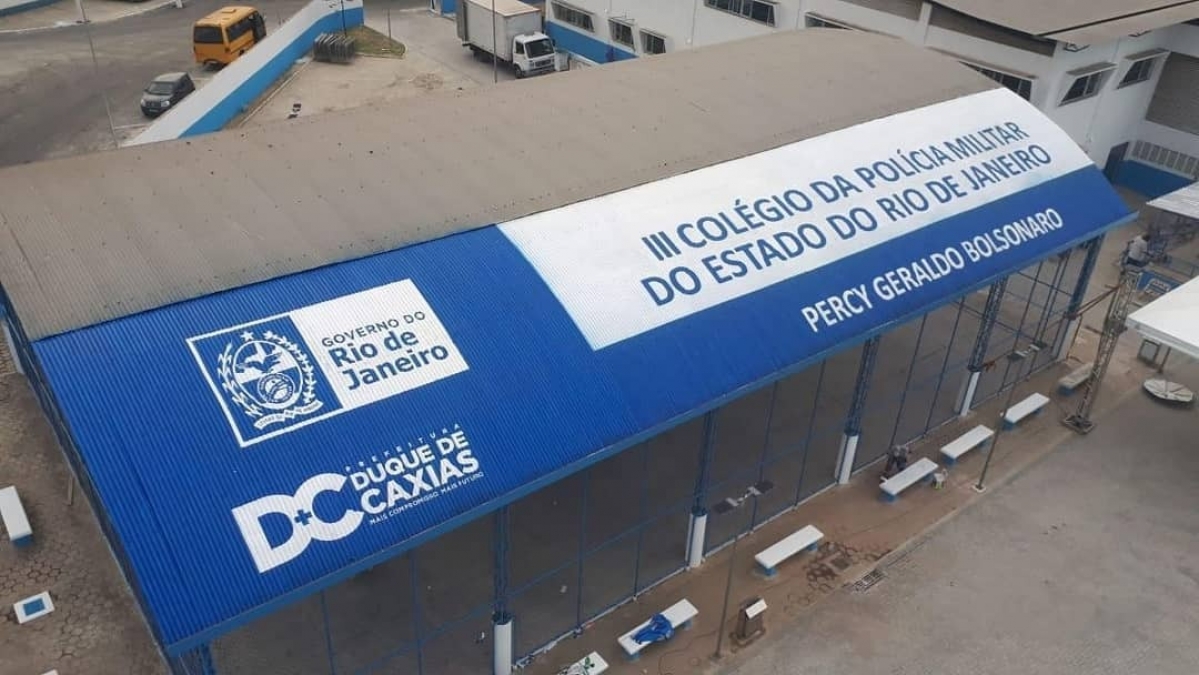 III COLÉGIO DA POLÍCIA MILITAR
DO ESTADO DO RIO DE JANEIRO
PERCY GERALDO BOLSONARO
GOVERNO DO
Rio de
Janeiro
PREFEITURA
DUQUE DE
CAXIAS
MAIS COMPROMISSO, MAIS FUTURO
D+C